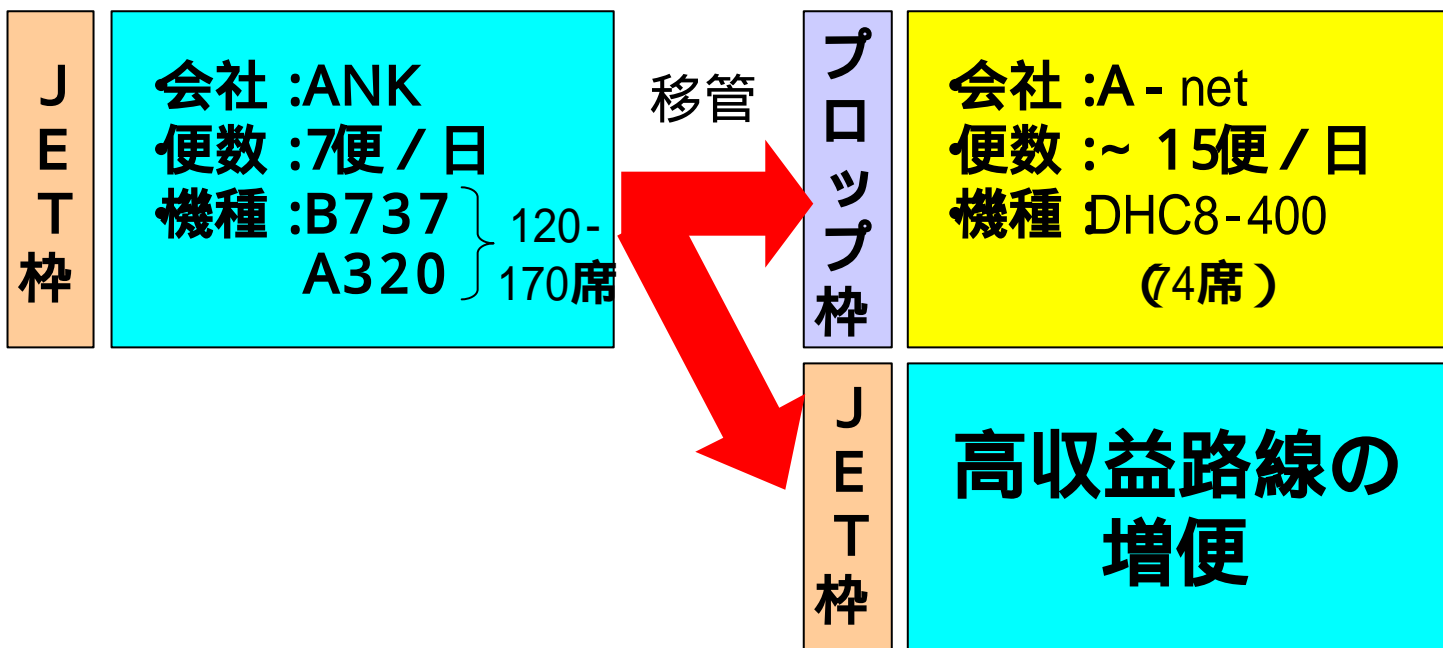 JET枠
・会社:ANK
・便数:7便/日
・機種:B737
A320
120-
170席
移管
プロップ枠
・会社:A-net
・便数:~15便/日
・機種:DHC8-400
(74席)
JET枠
高収益路線の
増便